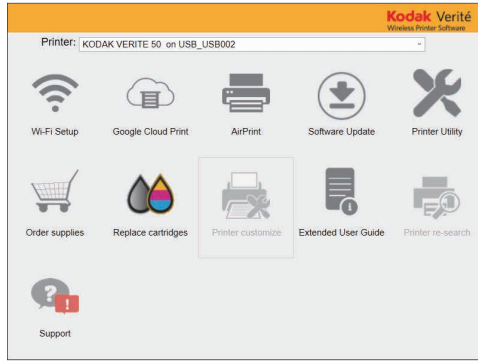 Kodak Verité
Wireless Printer Software
Printer: KODAK VERITE 50 on USB_USB002
Wi-Fi Setup Google Cloud Print AirPrint Software Update Printer Utility
Order supplies Replace cartridges Printer customize Extended User Guide Printer re-search
Support